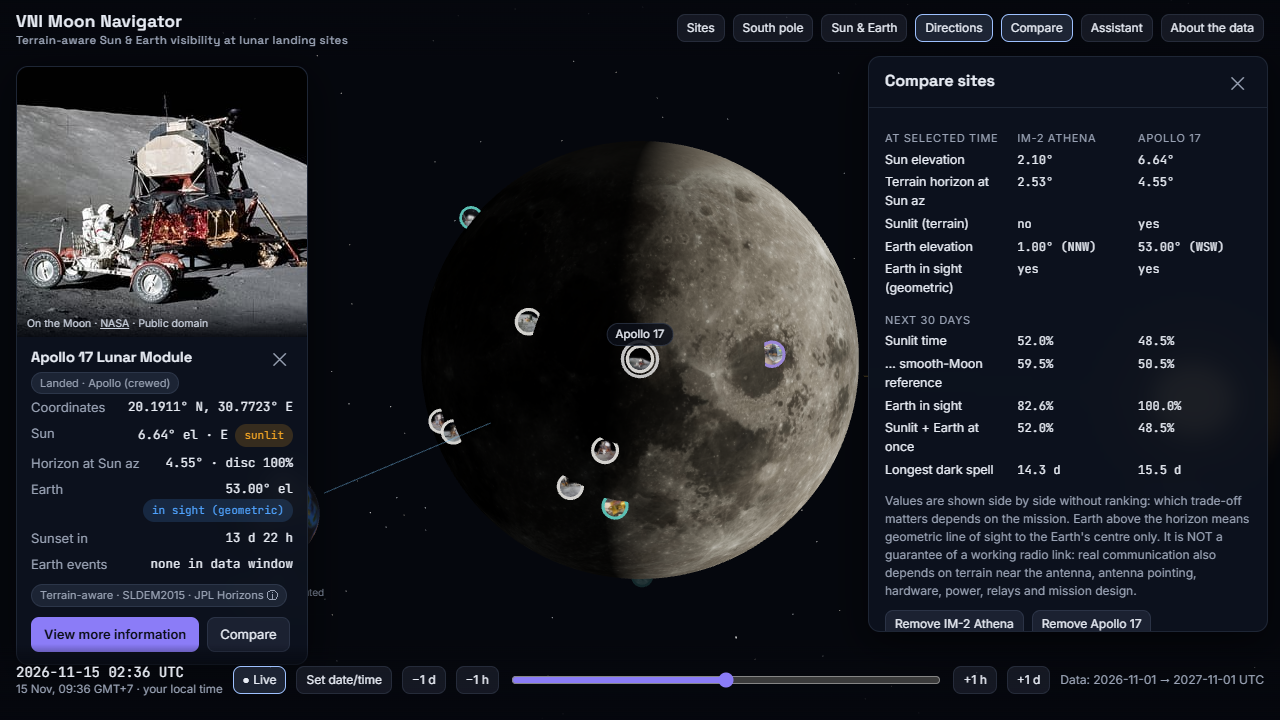 VNI Moon Navigator
Terrain-aware Sun & Earth visibility at lunar landing sites
Sites
South pole
Sun & Earth
Directions
Compare
Assistant
About the data
On the Moon · NASA · Public domain
Apollo 17 Lunar Module
Landed · Apollo (crewed)
Coordinates 20.1911° N, 30.7723° E
Sun 6.64° el · E sunlit
Horizon at Sun az 4.55° · disc 100%
Earth 53.00° el
in sight (geometric)
Sunset in 13 d 22 h
Earth events none in data window
Terrain-aware · SLDEM2015 · JPL Horizons ⓘ
View more information
Compare
Apollo 17
Compare sites
AT SELECTED TIME IM-2 ATHENA APOLLO 17
Sun elevation 2.10° 6.64°
Terrain horizon at 2.53° 4.55°
Sun az
Sunlit (terrain) no yes
Earth elevation 1.00° (NNW) 53.00° (WSW)
Earth in sight yes yes
(geometric)
NEXT 30 DAYS
Sunlit time 52.0% 48.5%
… smooth-Moon 59.5% 50.5%
reference
Earth in sight 82.6% 100.0%
Sun + Earth at 52.0% 48.5%
once
Longest dark spell 14.3 d 15.5 d
Values are shown side by side without ranking: which trade-off
matters depends on the mission. Earth above the horizon means
geometric line of sight to the Earth's centre only. It is NOT a
guarantee of a working radio link: real communication also
depends on terrain near the antenna, antenna pointing,
hardware, power, relays and mission design.
Remove IM-2 Athena
Remove Apollo 17
2026-11-15 02:36 UTC
15 Nov, 09:36 GMT+7 · your local time
● Live
Set date/time
−1 d
−1 h
+1 h
+1 d
Data: 2026-11-01 → 2027-11-01 UTC